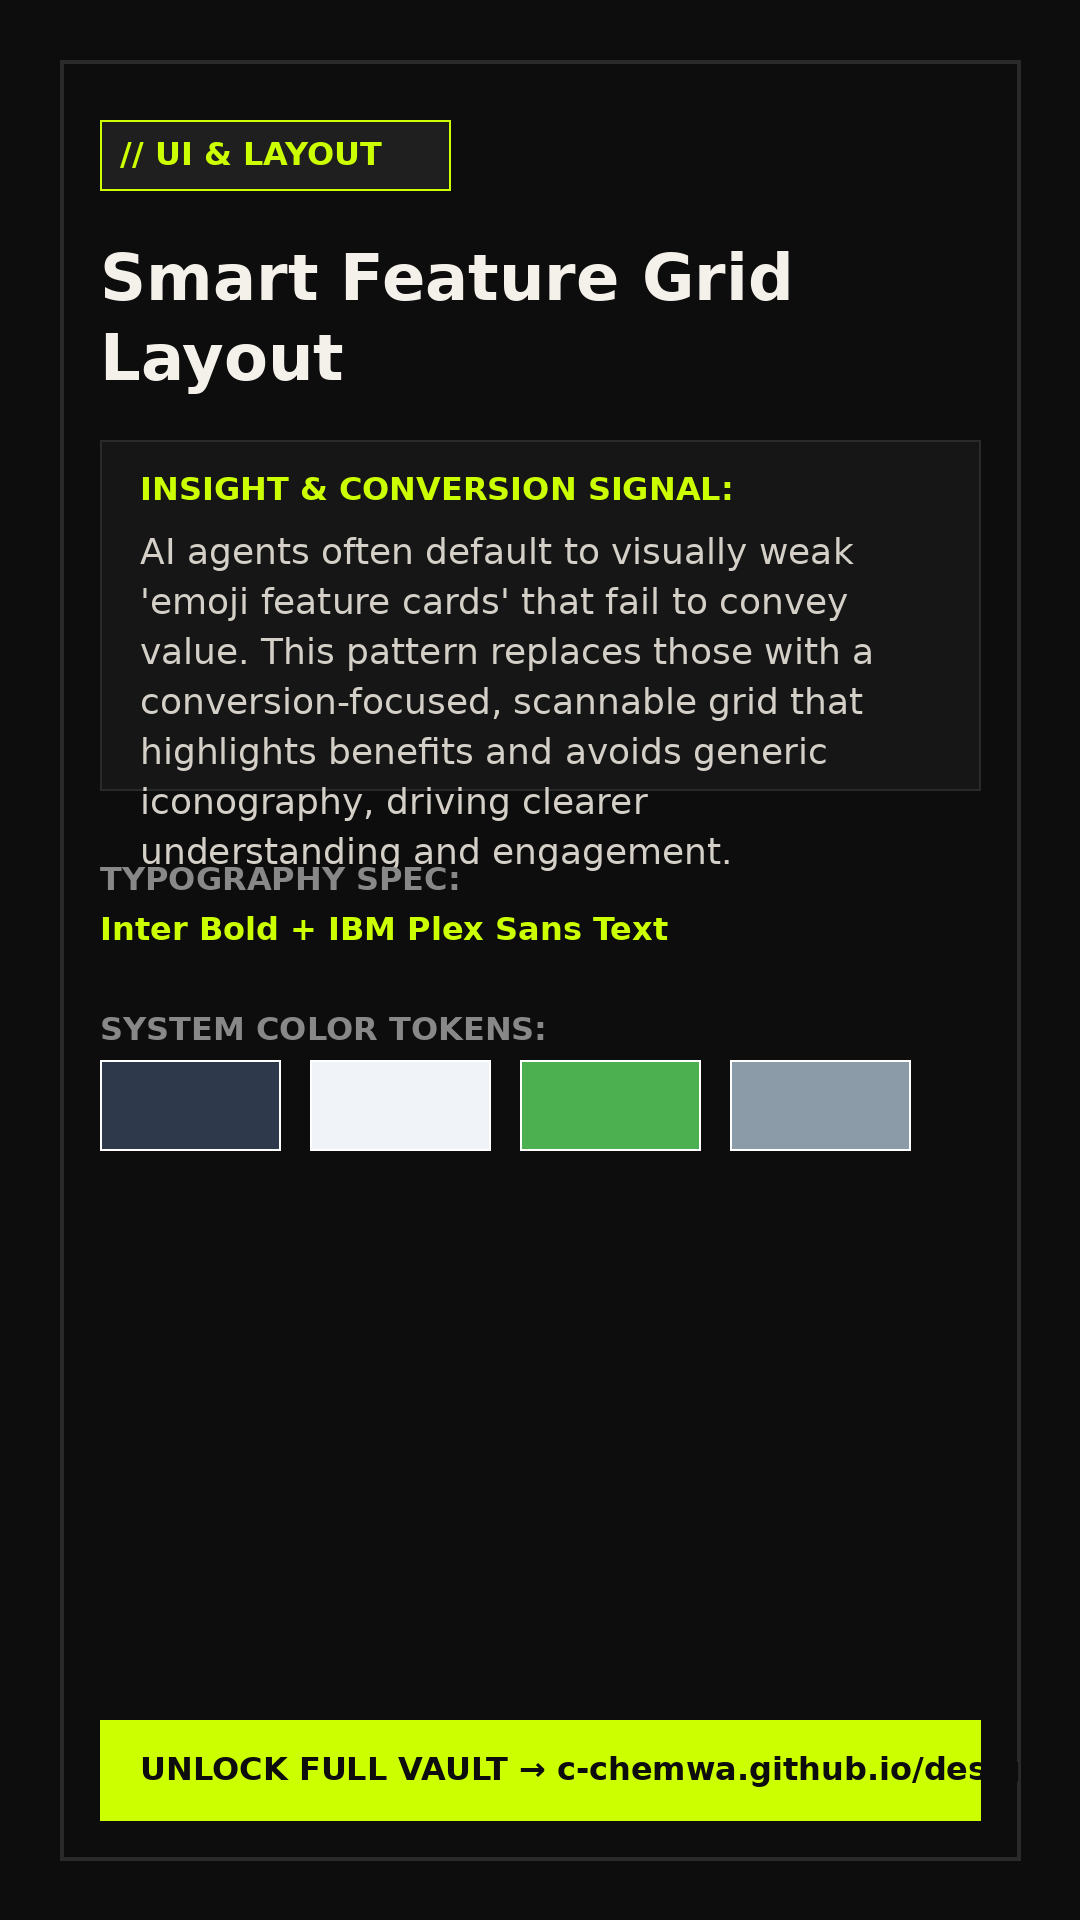 // UI & LAYOUT
Smart Feature Grid
Layout
INSIGHT & CONVERSION SIGNAL:
AI agents often default to visually weak
'emoji feature cards' that fail to convey
value. This pattern replaces those with a
conversion-focused, scannable grid that
highlights benefits and avoids generic
iconography, driving clearer
understanding and engagement.
TYPOGRAPHY SPEC:
Inter Bold + IBM Plex Sans Text
SYSTEM COLOR TOKENS:
UNLOCK FULL VAULT → c-chemwa.github.io/des